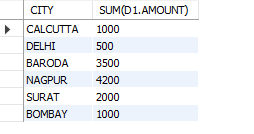 CITY SUM(D1.AMOUNT)
CALCUTTA 1000
DELHI 500
BARODA 3500
NAGPUR 4200
SURAT 2000
BOMBAY 1000